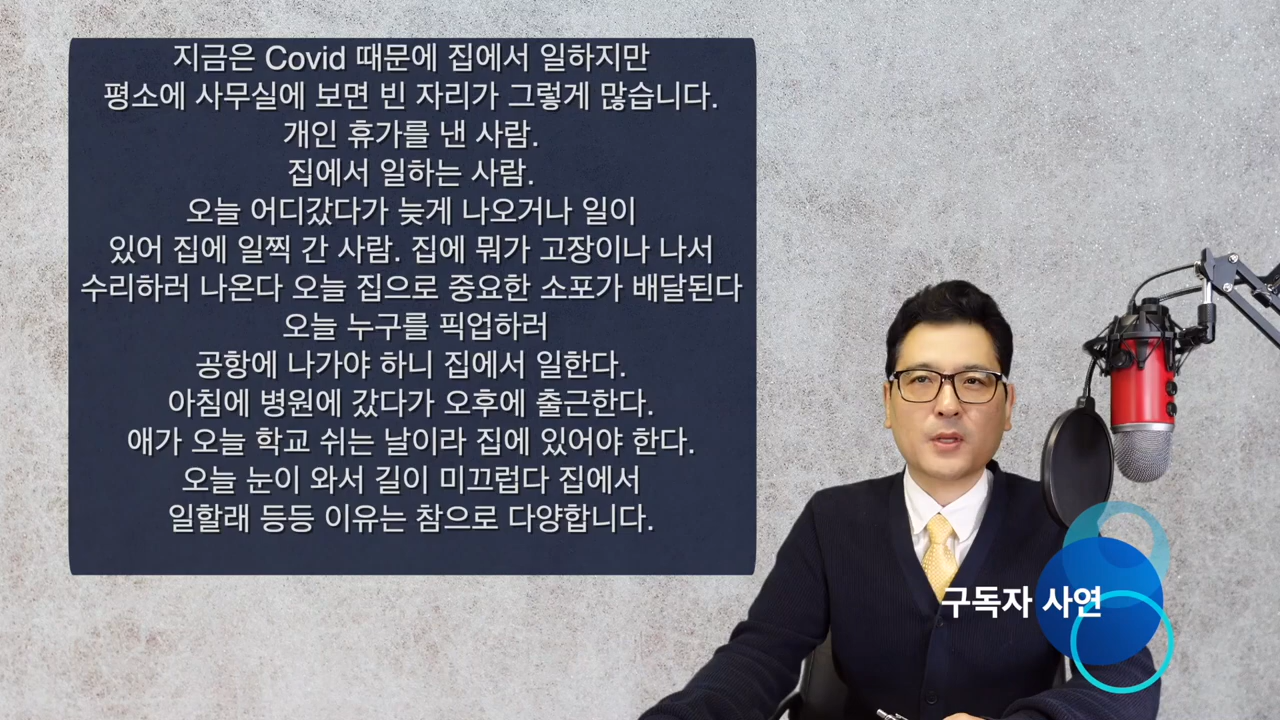 지금은 Covid 때문에 집에서 일하지만
평소에 사무실에 보면 빈 자리가 그렇게 많습니다.
개인 휴가를 낸 사람.
집에서 일하는 사람.
오늘 어디갔다가 늦게 나오거나 일이
있어 집에 일찍 간 사람. 집에 뭐가 고장이나 나서
수리하러 나온다 오늘 집으로 중요한 소포가 배달된다
오늘 누구를 픽업하러
공항에 나가야 하니 집에서 일한다.
아침에 병원에 갔다가 오후에 출근한다.
애가 오늘 학교 쉬는 날이라 집에 있어야 한다.
오늘 눈이 와서 길이 미끄럽다 집에서
일할래 등등 이유는 참으로 다양합니다.
구독자 사연